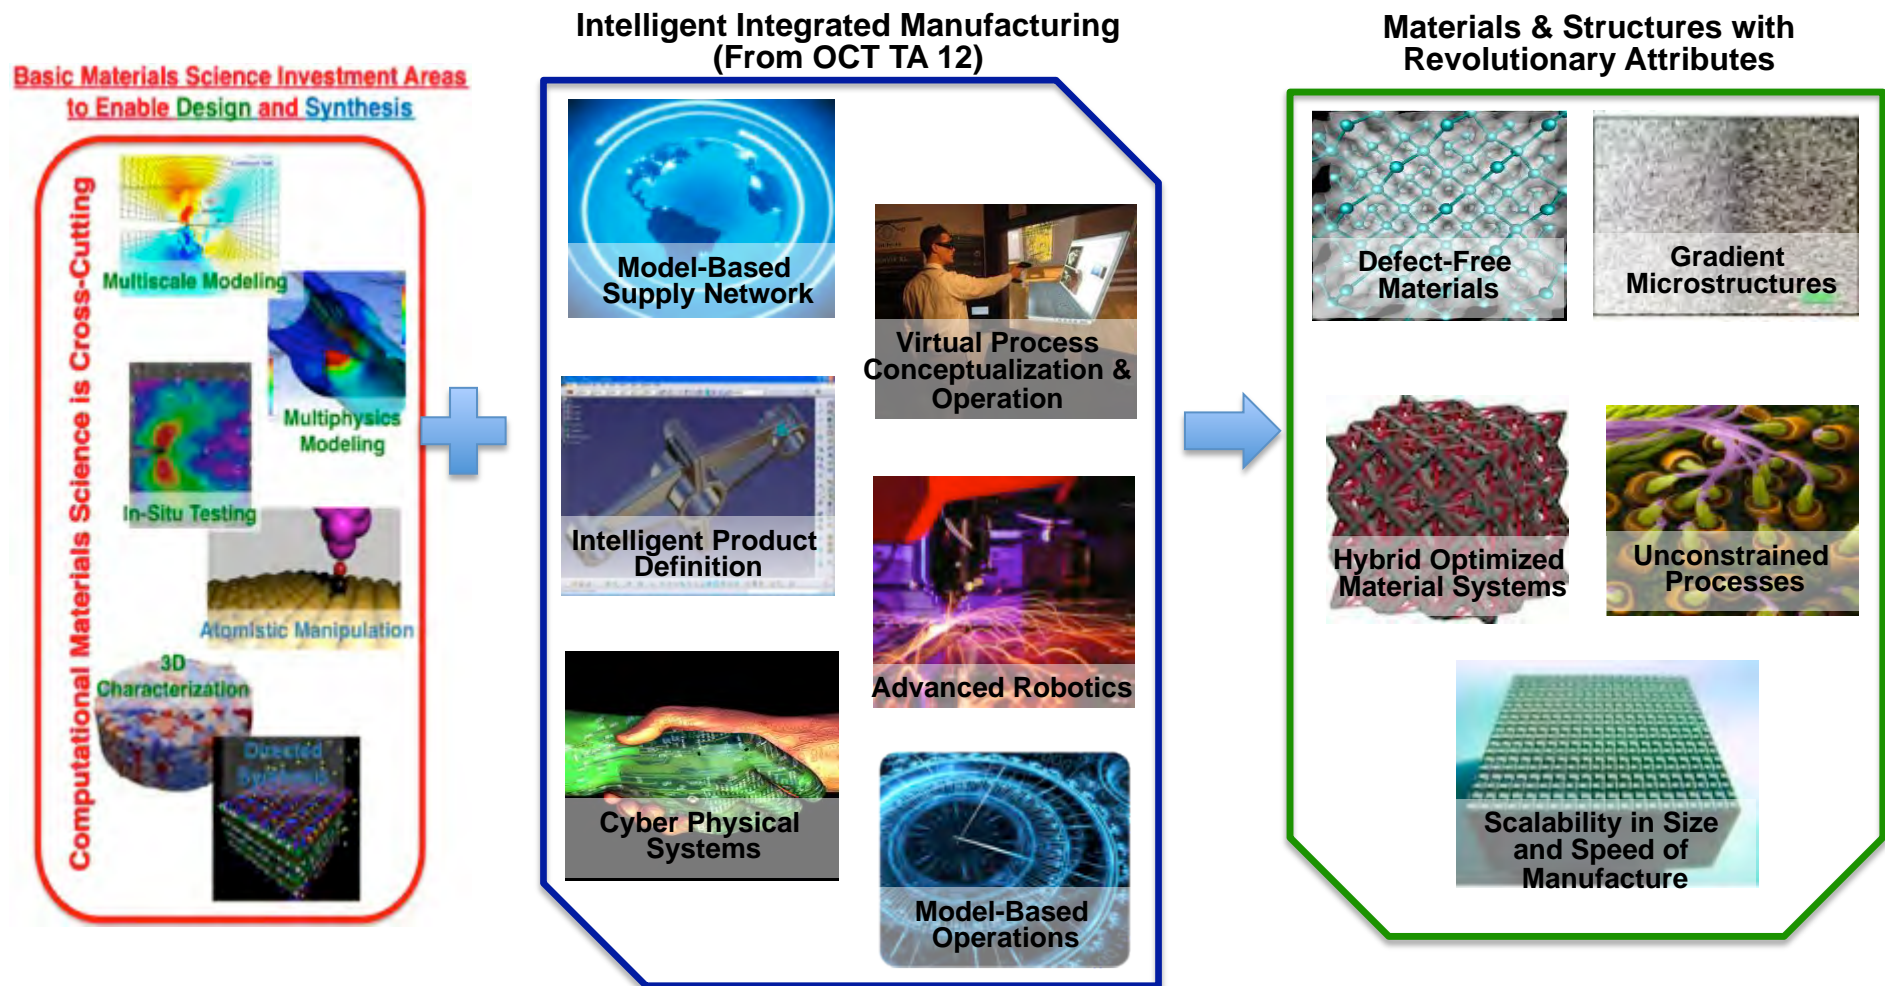 Basic Materials Science Investment Areas
to Enable Design and Synthesis
Computational Materials Science is Cross-Cutting
Multiscale Modeling
Multiphysics
Modeling
In-Situ Testing
Atomistic Manipulation
3D
Characterization
Directed
Synthesis
Intelligent Integrated Manufacturing
(From OCT TA 12)
Model-Based
Supply Network
Virtual Process
Conceptualization &
Operation
Intelligent Product
Definition
Advanced Robotics
Cyber Physical
Systems
Model-Based
Operations
Materials & Structures with
Revolutionary Attributes
Defect-Free
Materials
Gradient
Microstructures
Hybrid Optimized
Material Systems
Unconstrained
Processes
Scalability in Size
and Speed of
Manufacture